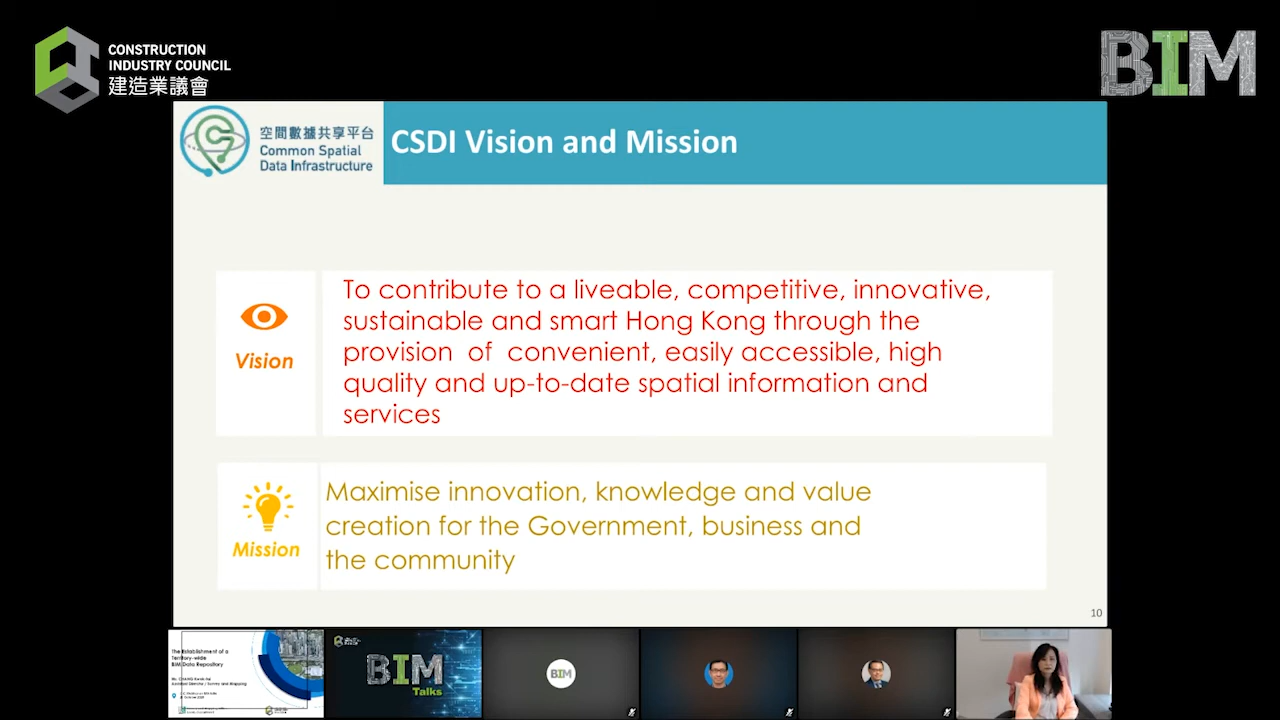 CONSTRUCTION
INDUSTRY COUNCIL
建造業議會
BIM
空間數據共享平台
Common Spatial
Data Infrastructure
CSDI Vision and Mission
Vision
To contribute to a liveable, competitive, innovative,
sustainable and smart Hong Kong through the
provision of convenient, easily accessible, high
quality and up-to-date spatial information and
services
Mission
Maximise innovation, knowledge and value
creation for the Government, business and
the community
10
The Establishment of a
Territory-wide
BIM Data Repository
BIM
Talks
BIM